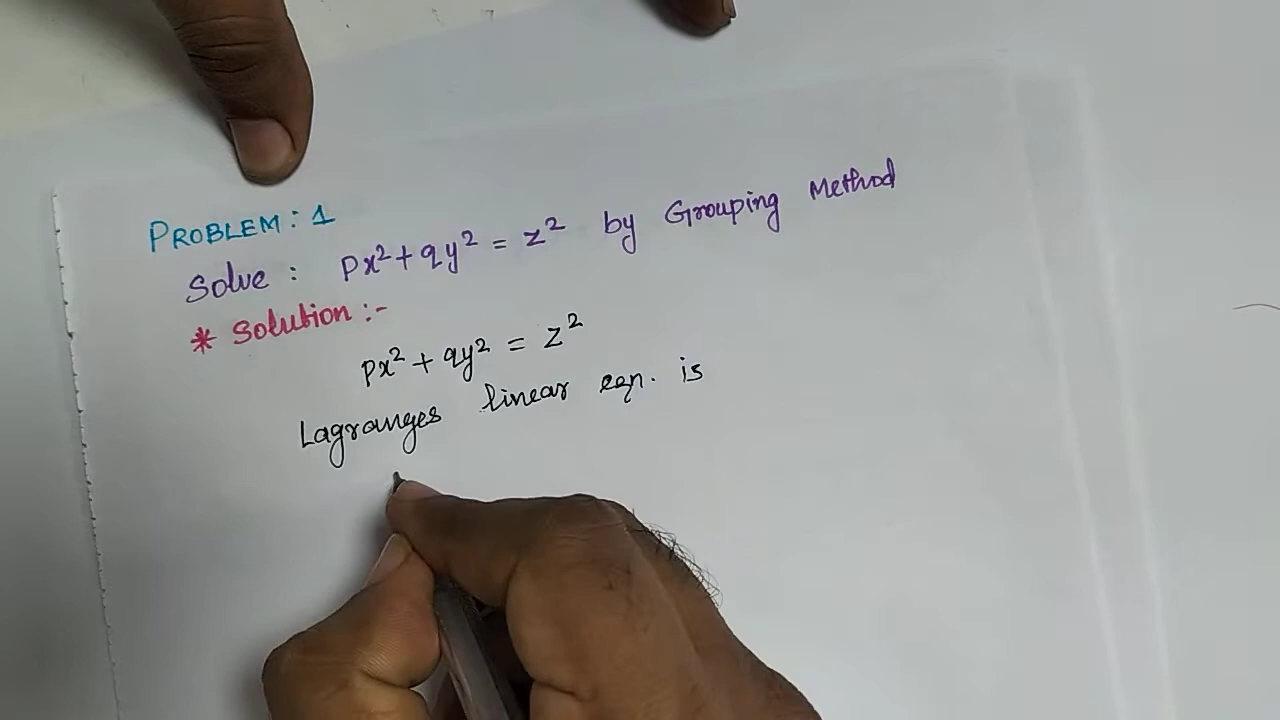 PROBLEM: 1
Solve : px² + qy² = z² by Grouping Method
* Solution :-
px² + qy² = z²
Lagranges linear eqn. is